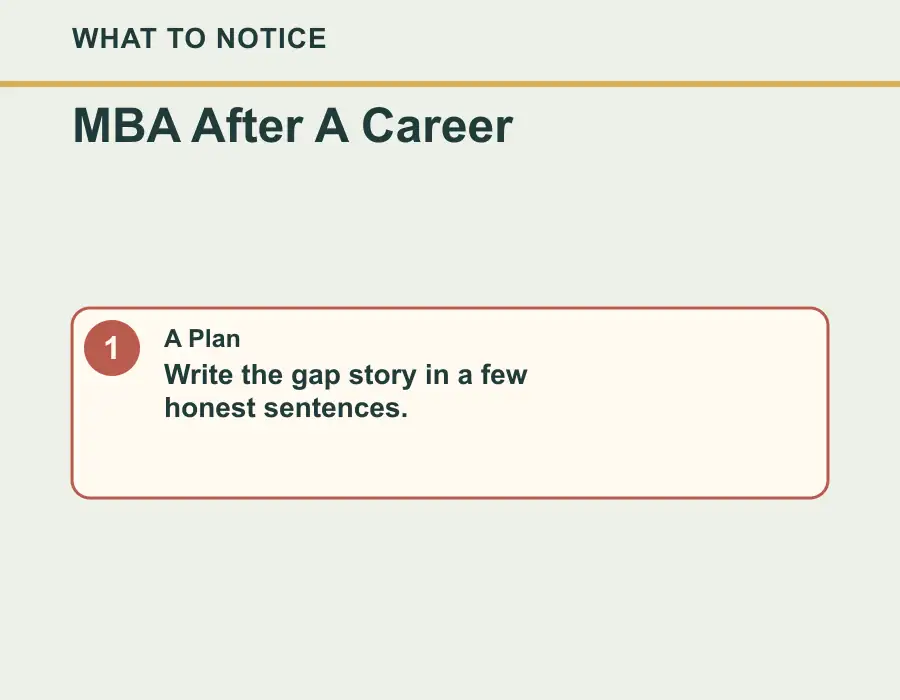 WHAT TO NOTICE
MBA After A Career
1
A Plan
Write the gap story in a few
honest sentences.